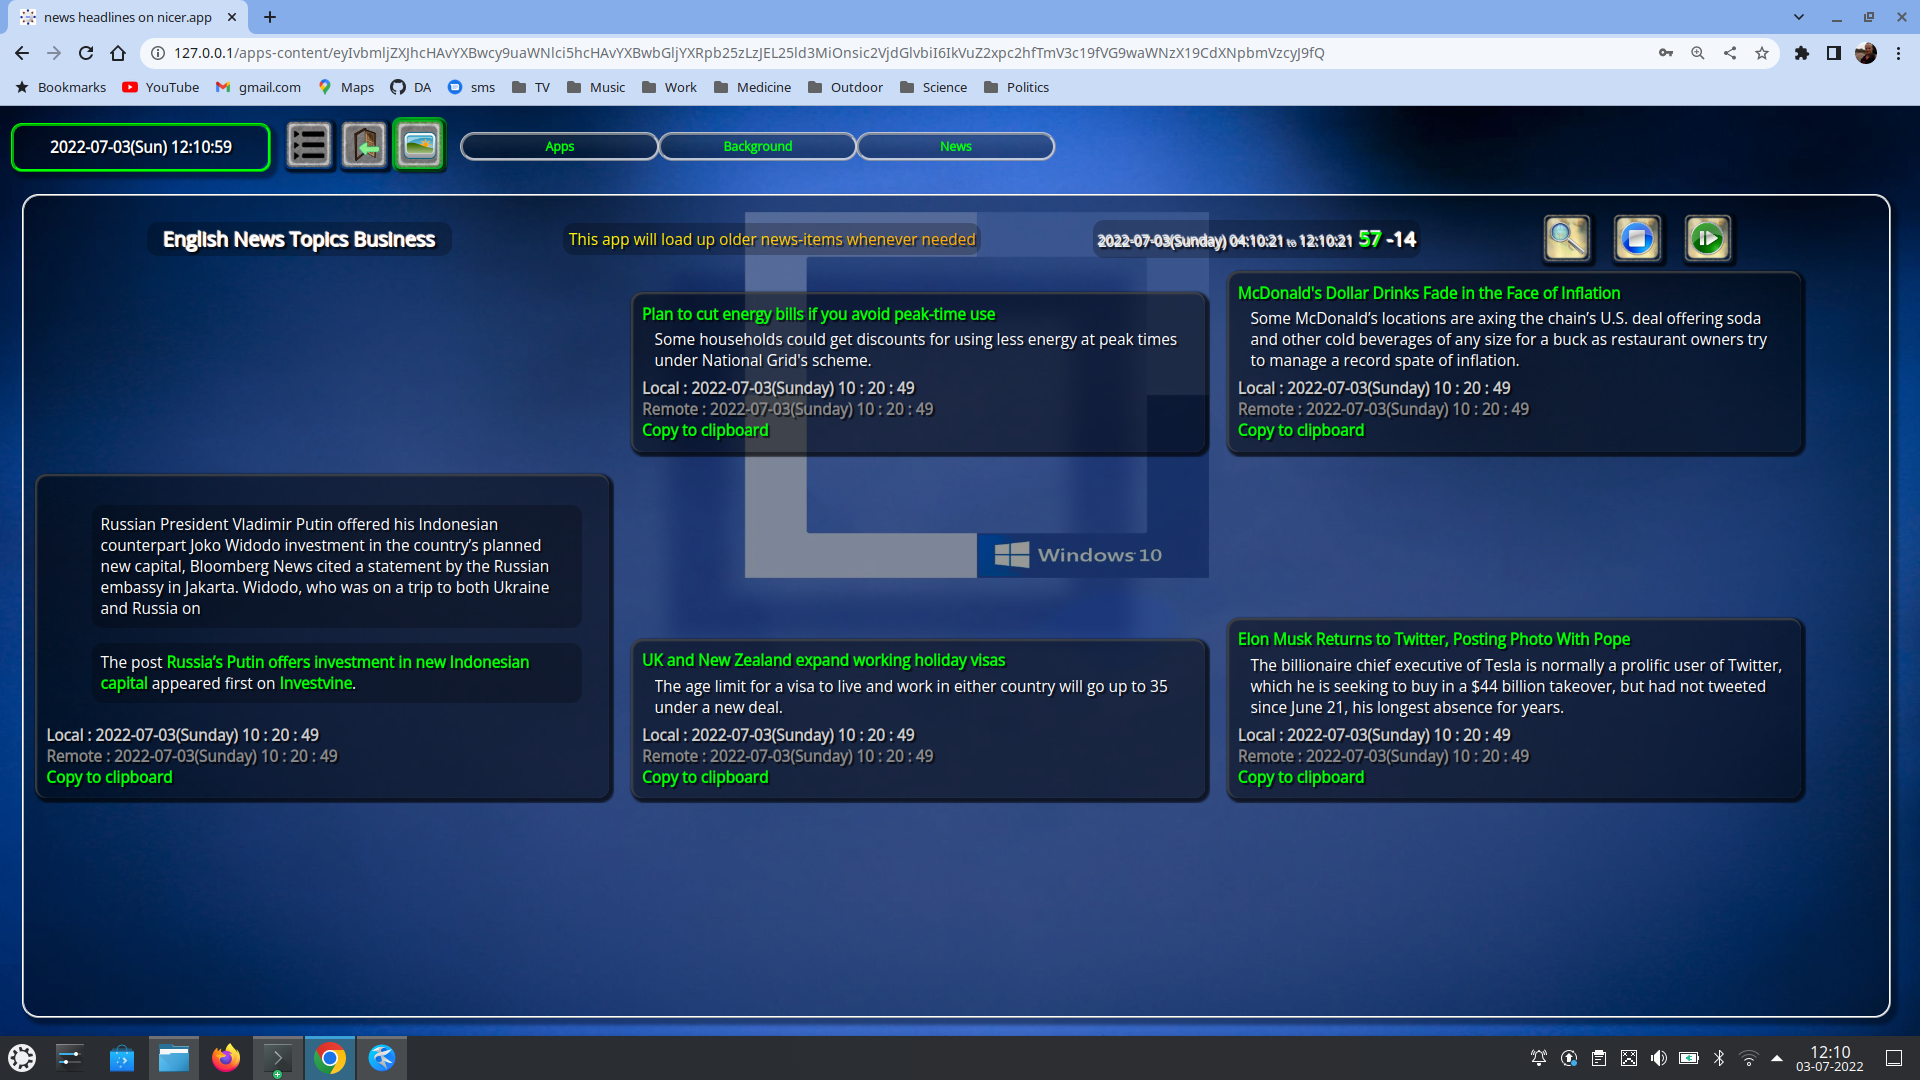 news headlines on nicer.app
127.0.0.1/apps-content/eyIvbmljZXJhcHAvYXBwcy9uaWNlci5hcHAvYXBwbGljYXRpb25zLzJEL25ld3MiOnsic2VjdGlvbiI6IkVuZ2xpc2hfTmV3c19fVG9waWNzX19CdXNpbmVzcyJ9fQ
Bookmarks YouTube gmail.com Maps DA sms TV Music Work Medicine Outdoor Science Politics
2022-07-03(Sun) 12:10:59 Apps Background News
English News Topics Business This app will load up older news-items whenever needed 2022-07-03(Sunday) 04:10:21 to 12:10:21 57 -14
Russian President Vladimir Putin offered his Indonesian
counterpart Joko Widodo investment in the country’s planned
new capital, Bloomberg News cited a statement by the Russian
embassy in Jakarta. Widodo, who was on a trip to both Ukraine
and Russia on
The post Russia’s Putin offers investment in new Indonesian
capital appeared first on Investvine.
Local : 2022-07-03(Sunday) 10 : 20 : 49
Remote : 2022-07-03(Sunday) 10 : 20 : 49
Copy to clipboard
Plan to cut energy bills if you avoid peak-time use
Some households could get discounts for using less energy at peak times
under National Grid's scheme.
Local : 2022-07-03(Sunday) 10 : 20 : 49
Remote : 2022-07-03(Sunday) 10 : 20 : 49
Copy to clipboard
Windows 10
UK and New Zealand expand working holiday visas
The age limit for a visa to live and work in either country will go up to 35
under a new deal.
Local : 2022-07-03(Sunday) 10 : 20 : 49
Remote : 2022-07-03(Sunday) 10 : 20 : 49
Copy to clipboard
McDonald's Dollar Drinks Fade in the Face of Inflation
Some McDonald’s locations are axing the chain’s U.S. deal offering soda
and other cold beverages of any size for a buck as restaurant owners try
to manage a record spate of inflation.
Local : 2022-07-03(Sunday) 10 : 20 : 49
Remote : 2022-07-03(Sunday) 10 : 20 : 49
Copy to clipboard
Elon Musk Returns to Twitter, Posting Photo With Pope
The billionaire chief executive of Tesla is normally a prolific user of Twitter,
which he is seeking to buy in a $44 billion takeover, but had not tweeted
since June 21, his longest absence for years.
Local : 2022-07-03(Sunday) 10 : 20 : 49
Remote : 2022-07-03(Sunday) 10 : 20 : 49
Copy to clipboard
12:10
03-07-2022